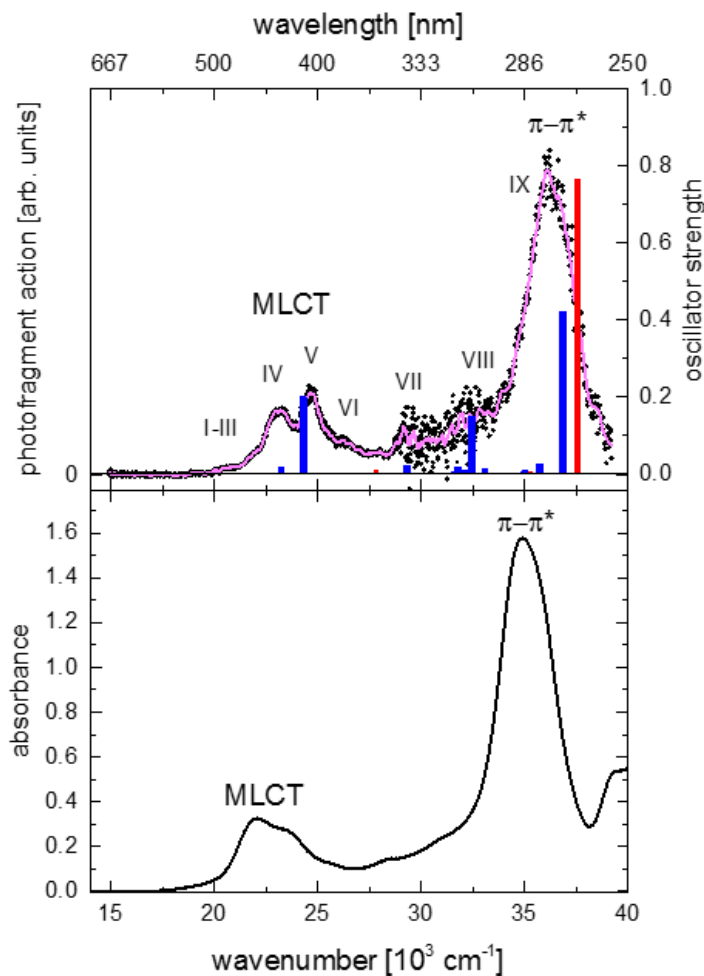 wavelength [nm]
667 500 400 333 286 250
photofragment action [arb. units]
0
oscillator strength
1.0
0.8
0.6
0.4
0.2
0.0
π–π*
IX
MLCT
V
IV
VI
VII
VIII
I-III
absorbance
1.6
1.4
1.2
1.0
0.8
0.6
0.4
0.2
0.0
π–π*
MLCT
15 20 25 30 35 40
wavenumber [10³ cm⁻¹]